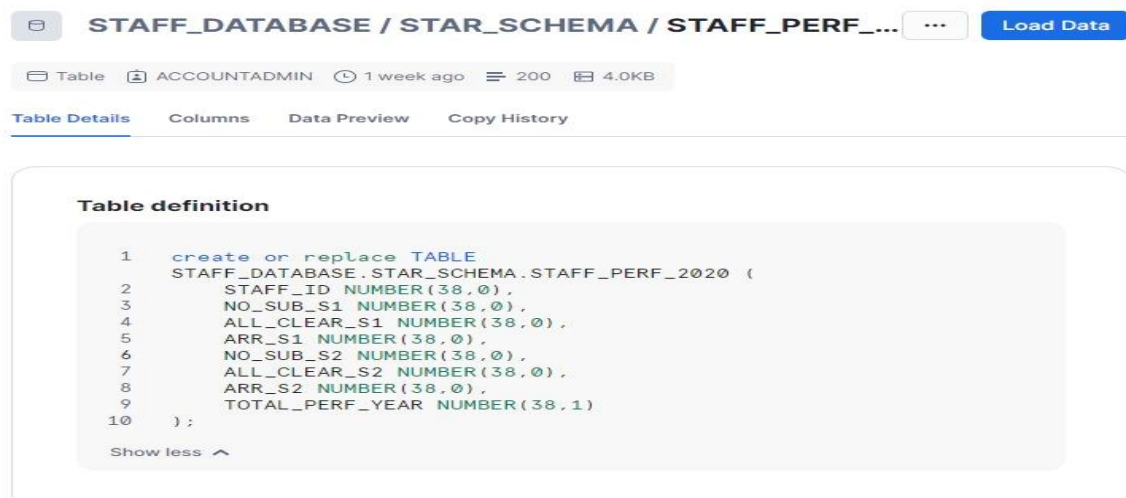 STAFF_DATABASE / STAR_SCHEMA / STAFF_PERF_... ... Load Data
Table ACCOUNTADMIN 1 week ago 200 4.0KB
Table Details Columns Data Preview Copy History
Table definition
1 create or replace TABLE
STAFF_DATABASE.STAR_SCHEMA.STAFF_PERF_2020 (
2 STAFF_ID NUMBER(38,0),
3 NO_SUB_S1 NUMBER(38,0),
4 ALL_CLEAR_S1 NUMBER(38,0),
5 ARR_S1 NUMBER(38,0),
6 NO_SUB_S2 NUMBER(38,0),
7 ALL_CLEAR_S2 NUMBER(38,0),
8 ARR_S2 NUMBER(38,0),
9 TOTAL_PERF_YEAR NUMBER(38,1)
10 );
Show less